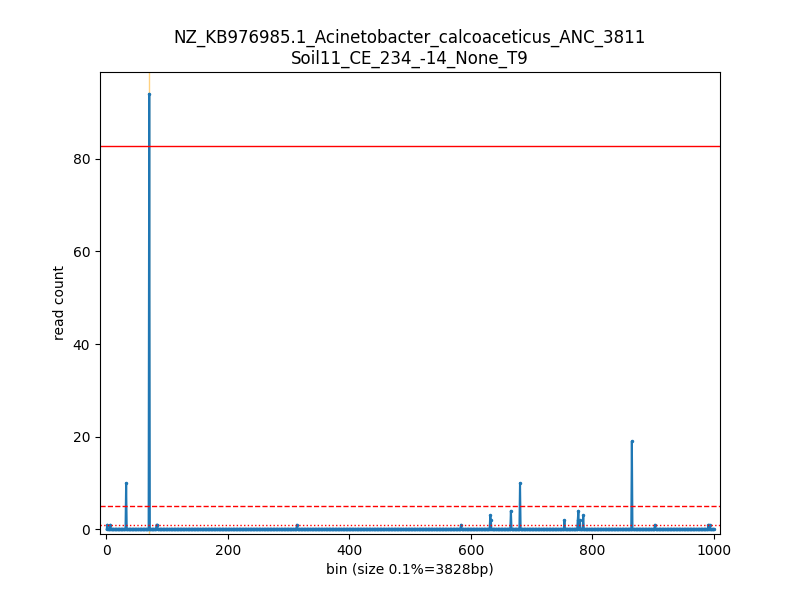 NZ_KB976985.1_Acinetobacter_calcoaceticus_ANC_3811
Soil11_CE_234_-14_None_T9
80
60
40
20
0
read count
0 200 400 600 800 1000
bin (size 0.1%=3828bp)